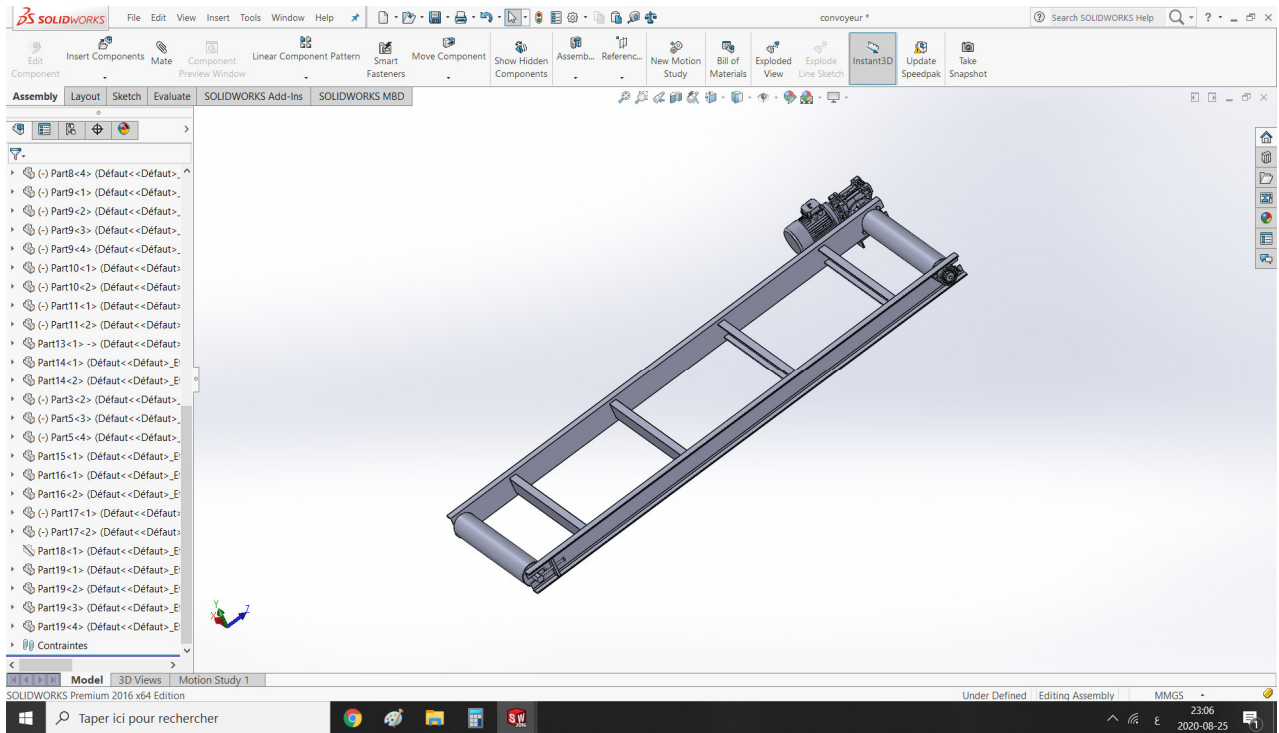 SOLIDWORKS File Edit View Insert Tools Window Help convoyeur * Search SOLIDWORKS Help
Edit Component
Insert Components
Mate
Component Preview Window
Linear Component Pattern
Smart Fasteners
Move Component
Show Hidden Components
Assemb...
Referenc...
New Motion Study
Bill of Materials
Exploded View
Explode Line Sketch
Instant3D
Update Speedpak
Take Snapshot
Assembly Layout Sketch Evaluate SOLIDWORKS Add-Ins SOLIDWORKS MBD
(-) Part8<4> (Défaut<<Défaut>_
(-) Part9<1> (Défaut<<Défaut>_
(-) Part9<2> (Défaut<<Défaut>_
(-) Part9<3> (Défaut<<Défaut>_
(-) Part9<4> (Défaut<<Défaut>_
(-) Part10<1> (Défaut<<Défaut>
(-) Part10<2> (Défaut<<Défaut>
(-) Part11<1> (Défaut<<Défaut>
(-) Part11<2> (Défaut<<Défaut>
Part13<1> -> (Défaut<<Défaut>
Part14<1> (Défaut<<Défaut>_E
Part14<2> (Défaut<<Défaut>_E
(-) Part3<2> (Défaut<<Défaut>_
(-) Part5<3> (Défaut<<Défaut>_
(-) Part5<4> (Défaut<<Défaut>_
Part15<1> (Défaut<<Défaut>_E
Part16<1> (Défaut<<Défaut>_E
Part16<2> (Défaut<<Défaut>_E
(-) Part17<1> (Défaut<<Défaut>
(-) Part17<2> (Défaut<<Défaut>
Part18<1> (Défaut<<Défaut>_E
Part19<1> (Défaut<<Défaut>_E
Part19<2> (Défaut<<Défaut>_E
Part19<3> (Défaut<<Défaut>_E
Part19<4> (Défaut<<Défaut>_E
Contraintes
Y X Z
Model 3D Views Motion Study 1
SOLIDWORKS Premium 2016 x64 Edition Under Defined Editing Assembly MMGS
Taper ici pour rechercher
SW 2016
ع
23:06
2020-08-25
1